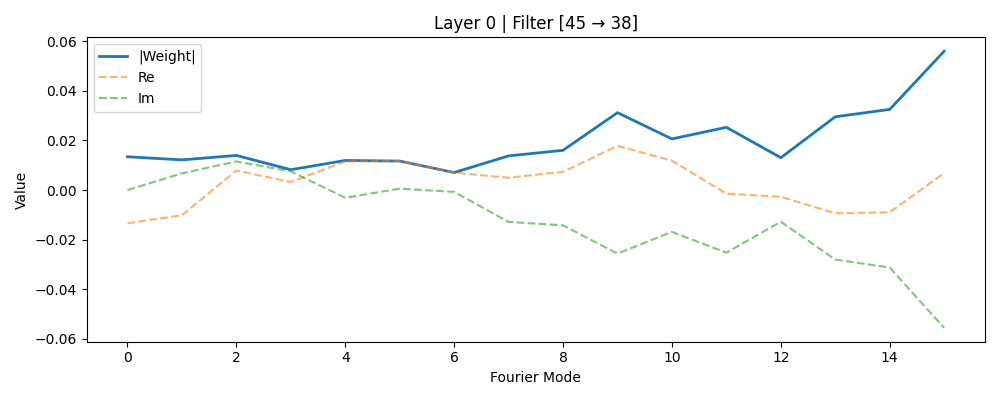 Layer 0 | Filter [45 → 38]
|Weight|
Re
Im
Value
0.06
0.04
0.02
0.00
−0.02
−0.04
−0.06
0 2 4 6 8 10 12 14
Fourier Mode